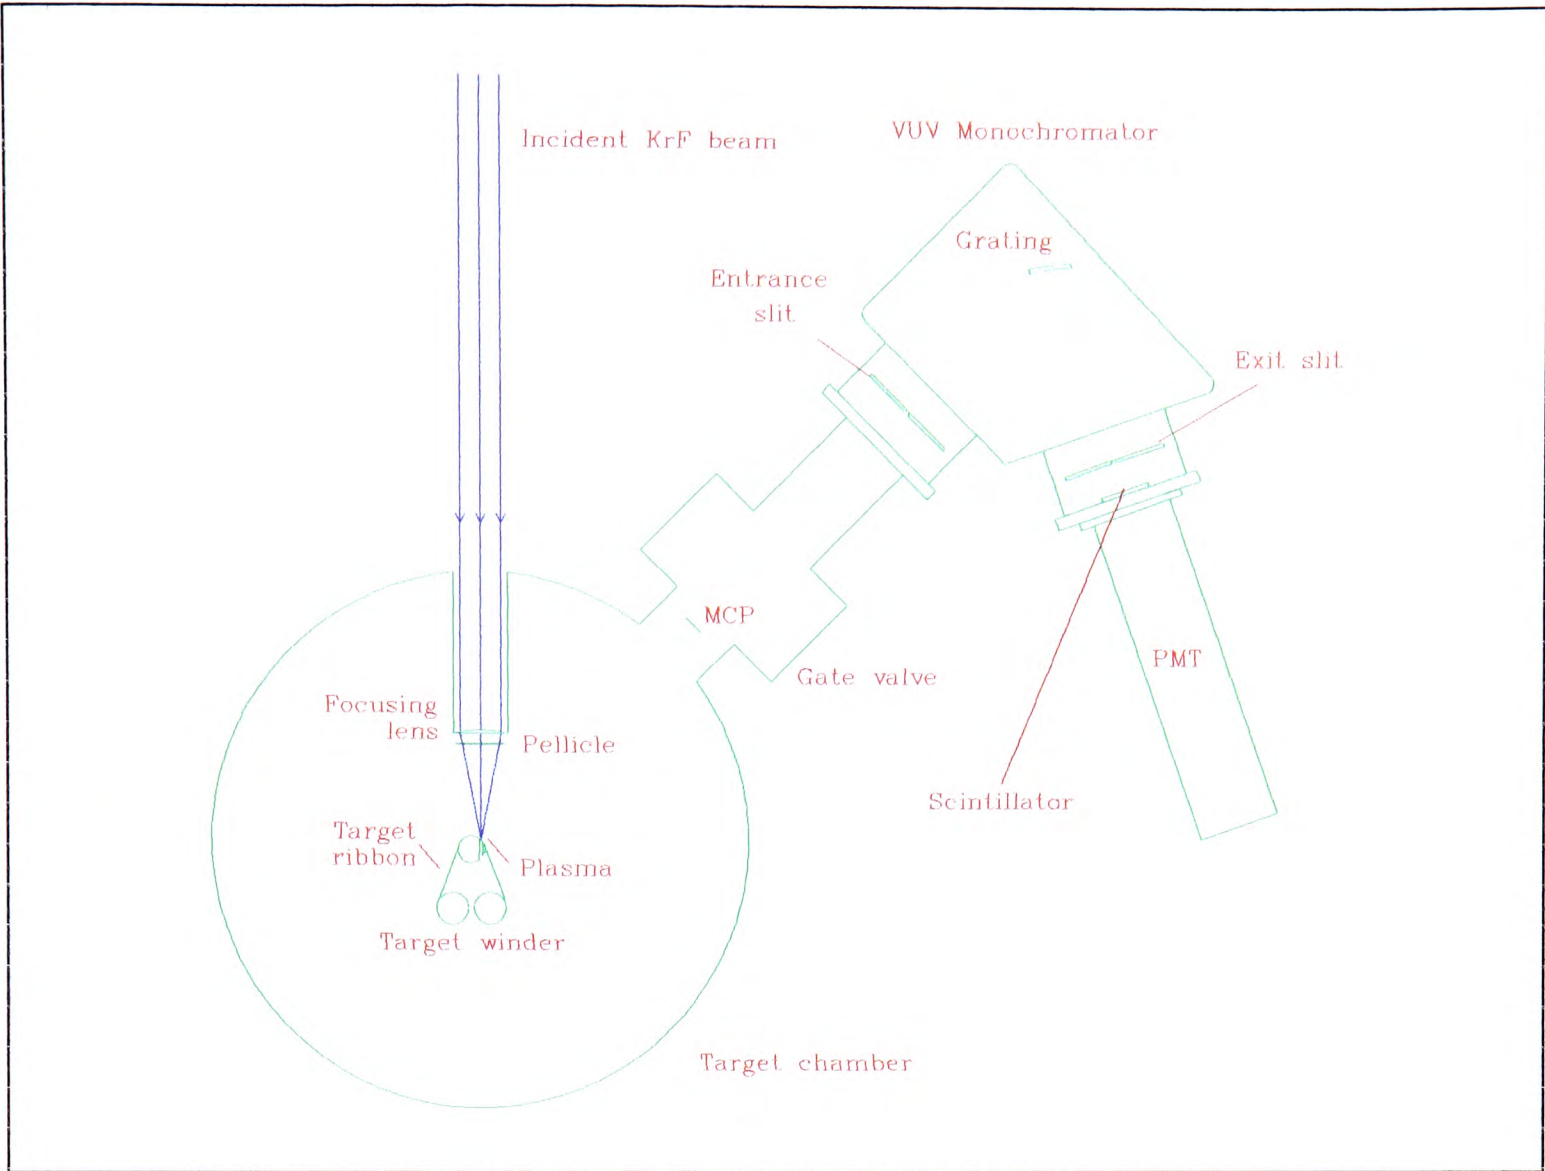 Incident KrF beam
VUV Monochromator
Grating
Entrance
slit
Exit slit
MCP
Gate valve
PMT
Focusing
lens
Pellicle
Scintillator
Target
ribbon
Plasma
Target winder
Target chamber